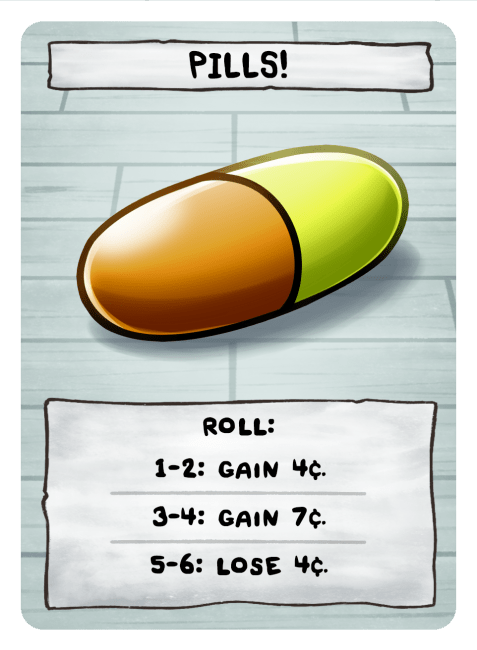 PILLS!
ROLL:
1-2: GAIN 4¢.
3-4: GAIN 7¢.
5-6: LOSE 4¢.